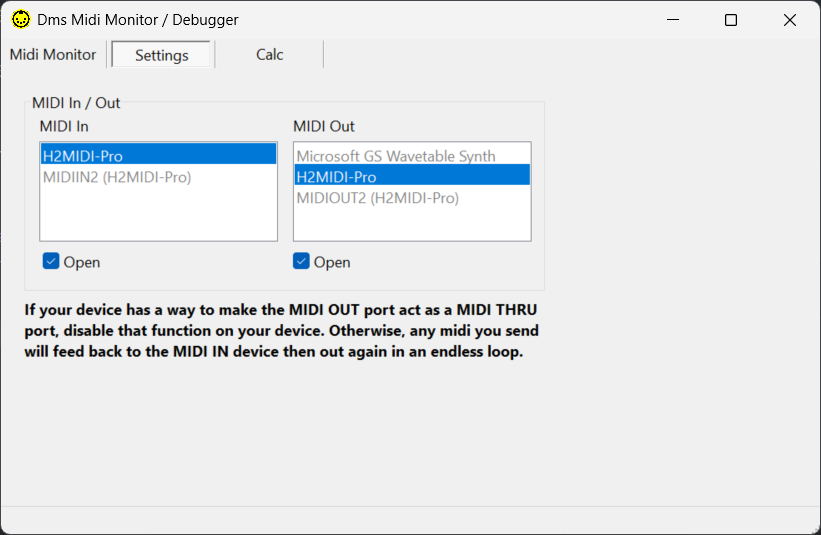 Dms Midi Monitor / Debugger
Midi Monitor Settings Calc
MIDI In / Out
MIDI In MIDI Out
H2MIDI-Pro Microsoft GS Wavetable Synth
MIDIIN2 (H2MIDI-Pro) H2MIDI-Pro
MIDIOUT2 (H2MIDI-Pro)
Open Open
If your device has a way to make the MIDI OUT port act as a MIDI THRU
port, disable that function on your device. Otherwise, any midi you send
will feed back to the MIDI IN device then out again in an endless loop.